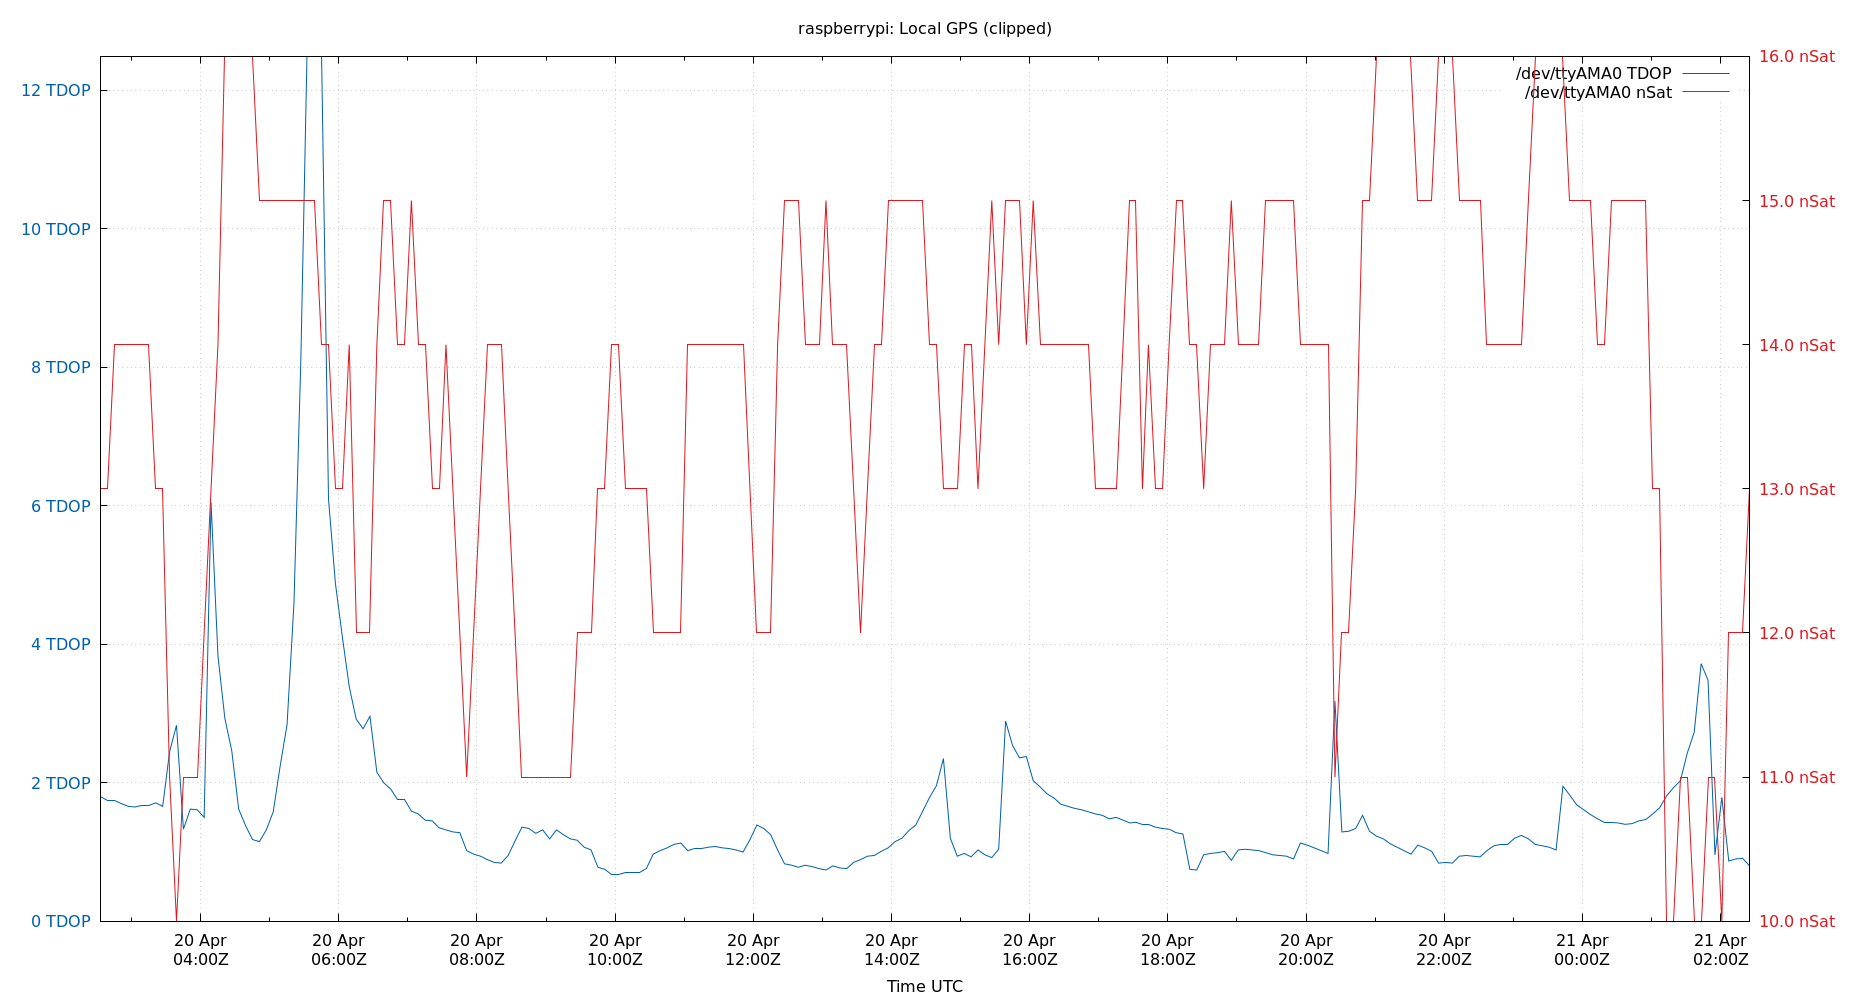 raspberrypi: Local GPS (clipped)
/dev/ttyAMA0 TDOP
/dev/ttyAMA0 nSat
12 TDOP
10 TDOP
8 TDOP
6 TDOP
4 TDOP
2 TDOP
0 TDOP
16.0 nSat
15.0 nSat
14.0 nSat
13.0 nSat
12.0 nSat
11.0 nSat
10.0 nSat
20 Apr 20 Apr 20 Apr 20 Apr 20 Apr 20 Apr 20 Apr 20 Apr 20 Apr 20 Apr 21 Apr 21 Apr
04:00Z 06:00Z 08:00Z 10:00Z 12:00Z 14:00Z 16:00Z 18:00Z 20:00Z 22:00Z 00:00Z 02:00Z
Time UTC